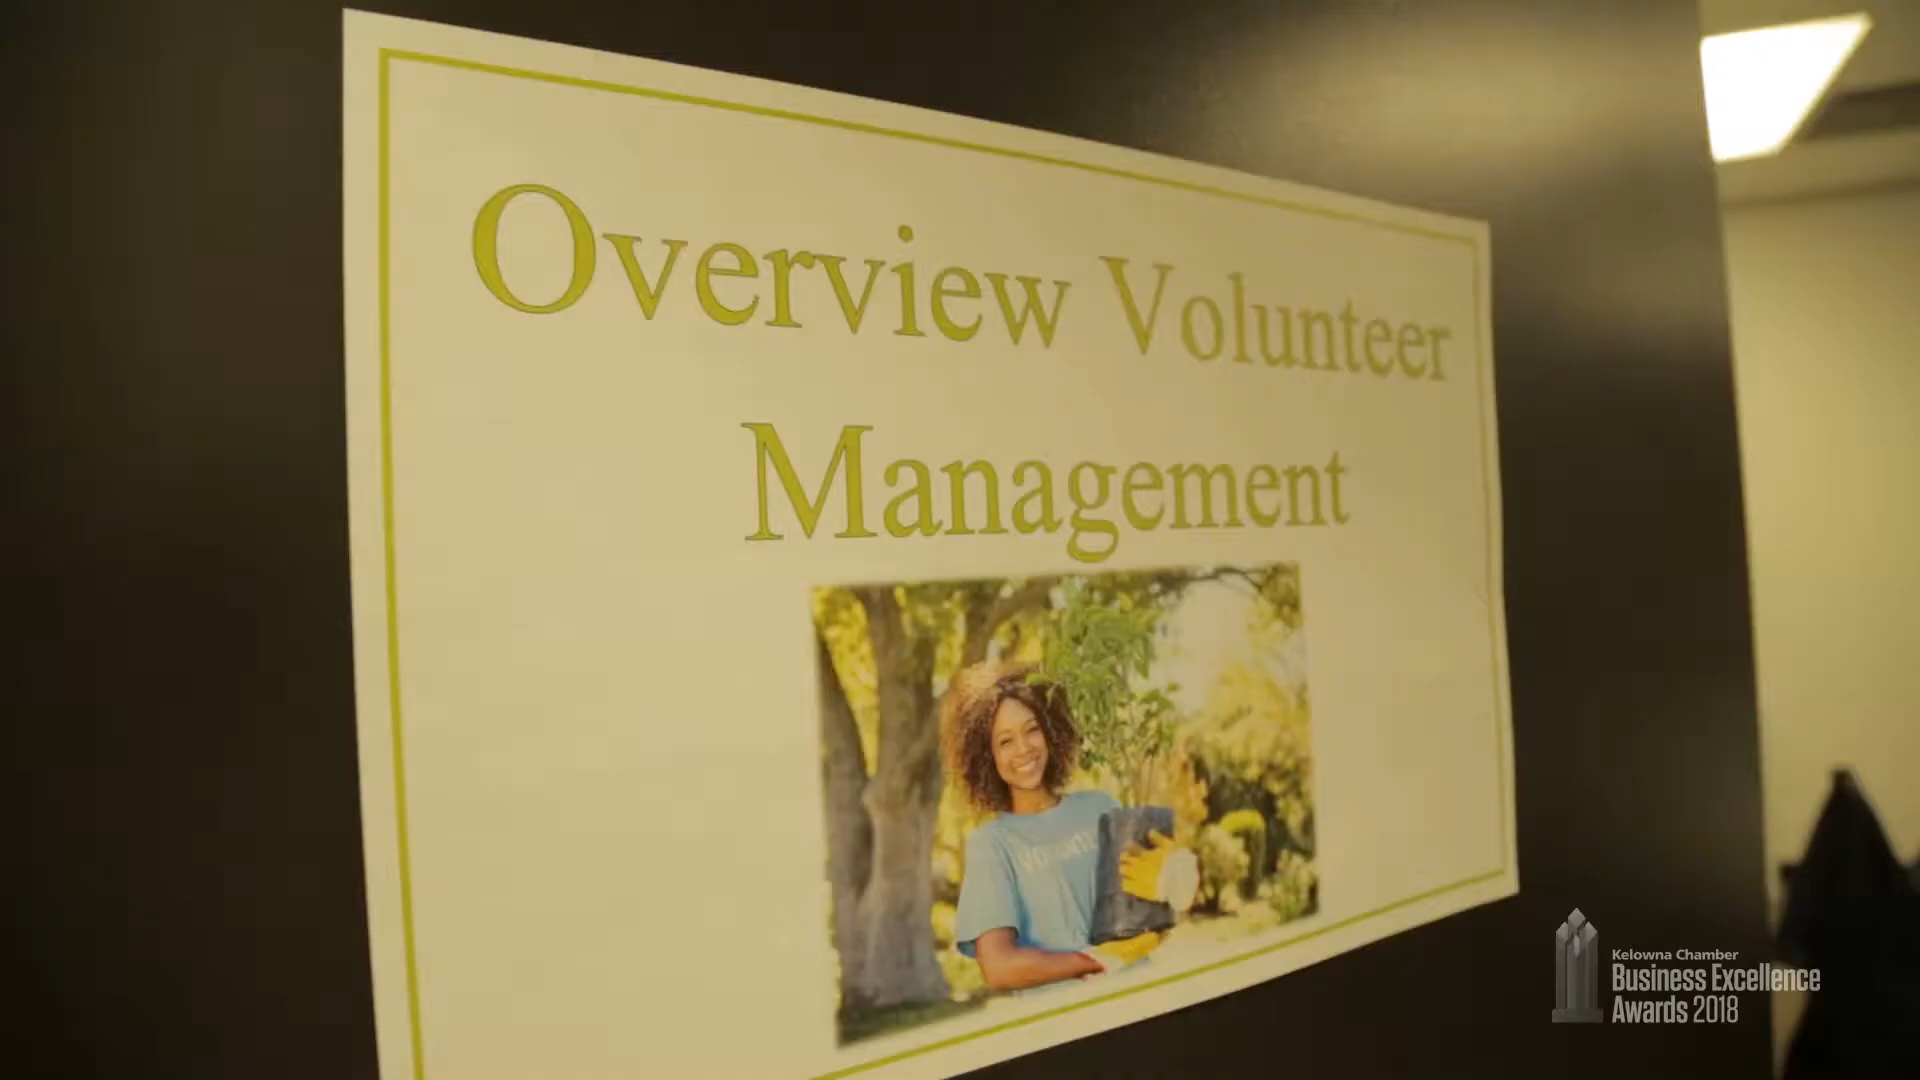 Overview Volunteer
Management
Kelowna Chamber
Business Excellence
Awards 2018